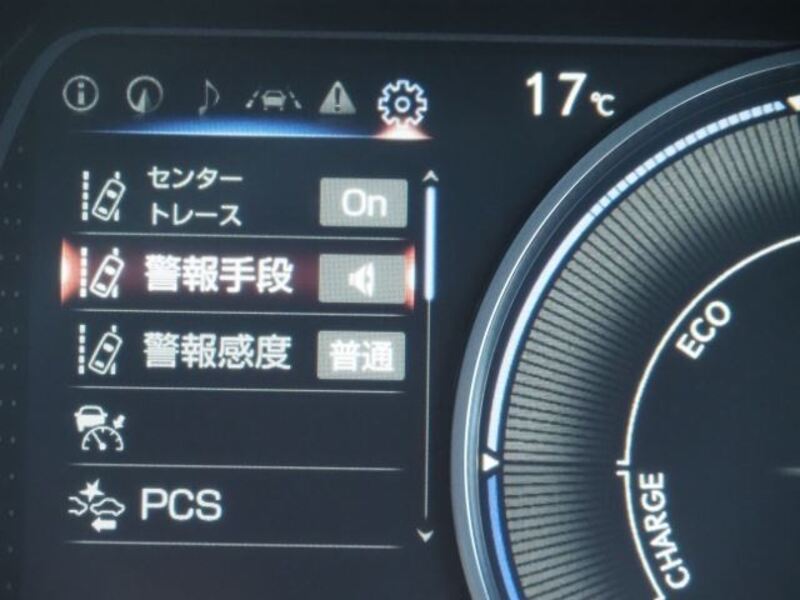 17℃
センター
トレース
On
警報手段
警報感度
普通
PCS
ECO
CHARGE